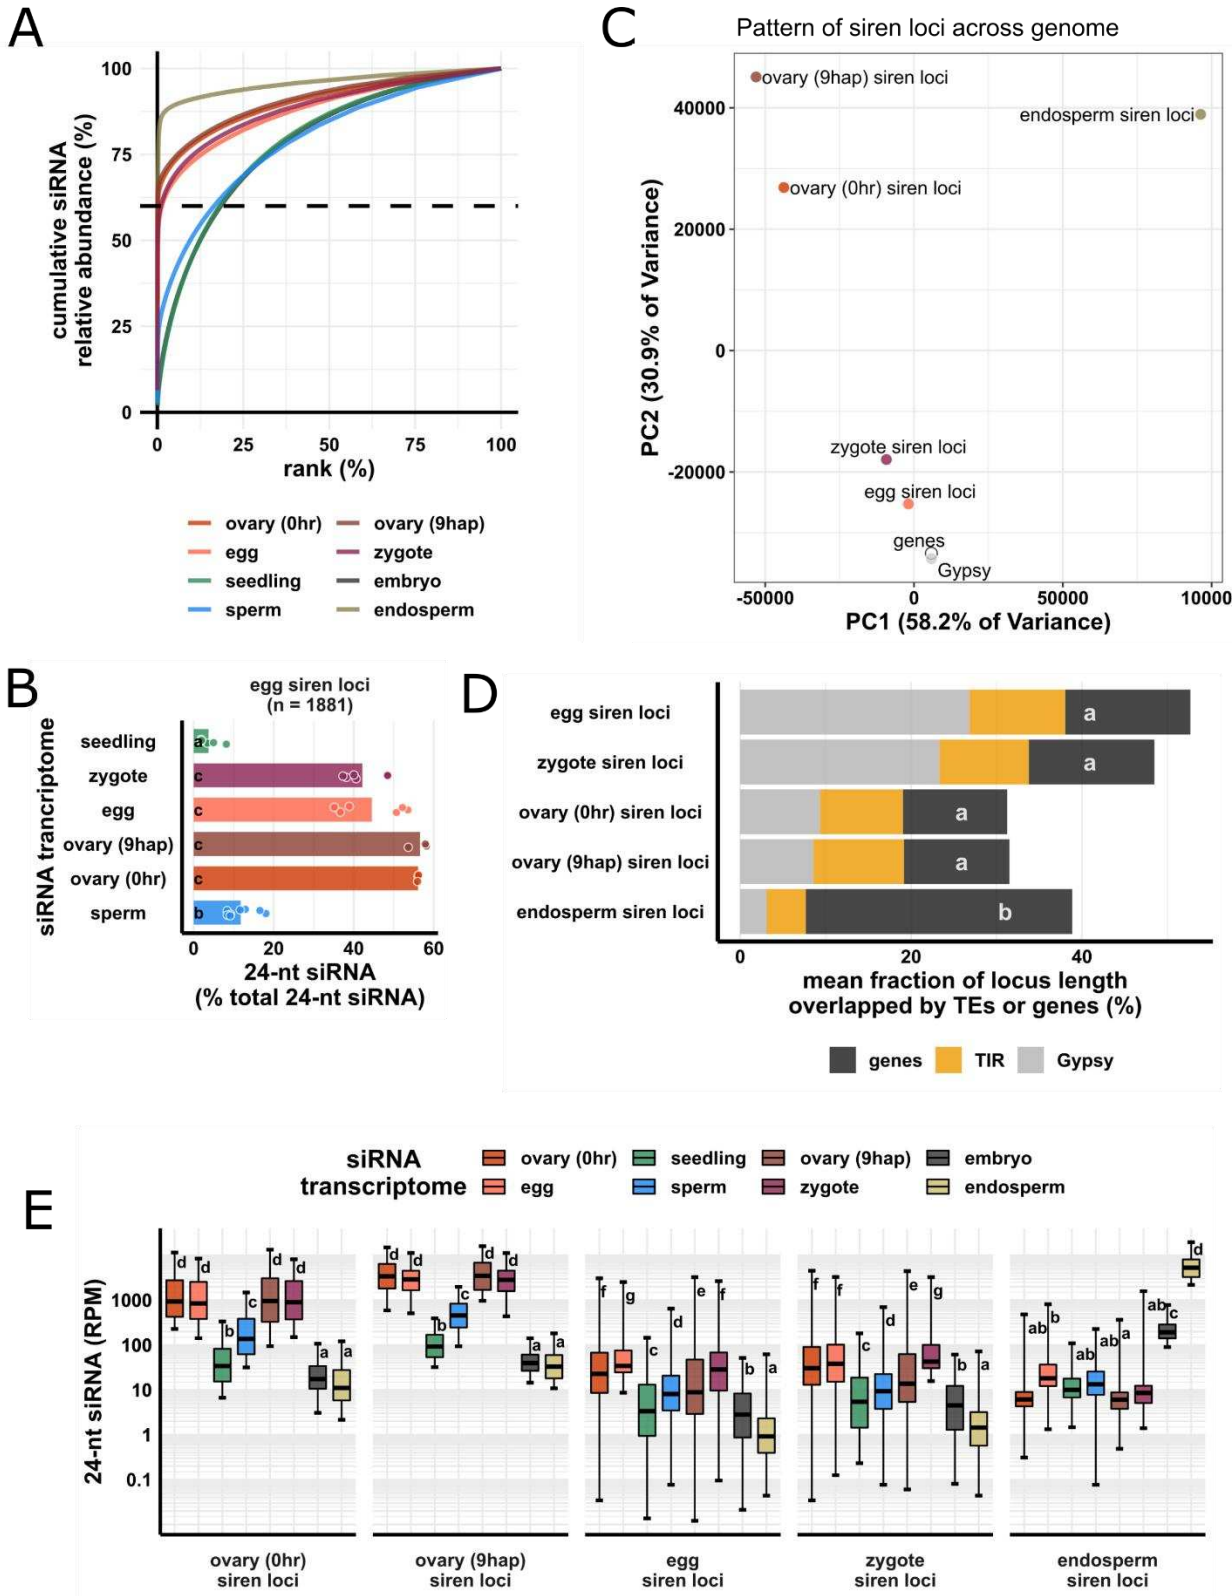 A
100
75
50
25
0
cumulative siRNA
relative abundance (%)
0 25 50 75 100
rank (%)
ovary (0hr) ovary (9hap)
egg zygote
seedling embryo
sperm endosperm
C
Pattern of siren loci across genome
ovary (9hap) siren loci
endosperm siren loci
ovary (0hr) siren loci
zygote siren loci
egg siren loci
genes
Gypsy
40000
20000
0
-20000
PC2 (30.9% of Variance)
-50000 0 50000 10000
PC1 (58.2% of Variance)
B
egg siren loci
(n = 1881)
siRNA trancriptome
seedling a
zygote c
egg c
ovary (9hap) c
ovary (0hr) c
sperm b
0 20 40 60
24-nt siRNA
(% total 24-nt siRNA)
D
egg siren loci a
zygote siren loci a
ovary (0hr) siren loci a
ovary (9hap) siren loci a
endosperm siren loci b
0 20 40
mean fraction of locus length
overlapped by TEs or genes (%)
genes TIR Gypsy
E
siRNA
transcriptome
ovary (0hr) seedling ovary (9hap) embryo
egg sperm zygote endosperm
24-nt siRNA (RPM)
1000
100
10
1
0.1
d d b c d d a a
d d b c d d a a
f g c d e f b a
f f c d e g b a
ab b ab ab a ab c d
ovary (0hr)
siren loci
ovary (9hap)
siren loci
egg
siren loci
zygote
siren loci
endosperm
siren loci